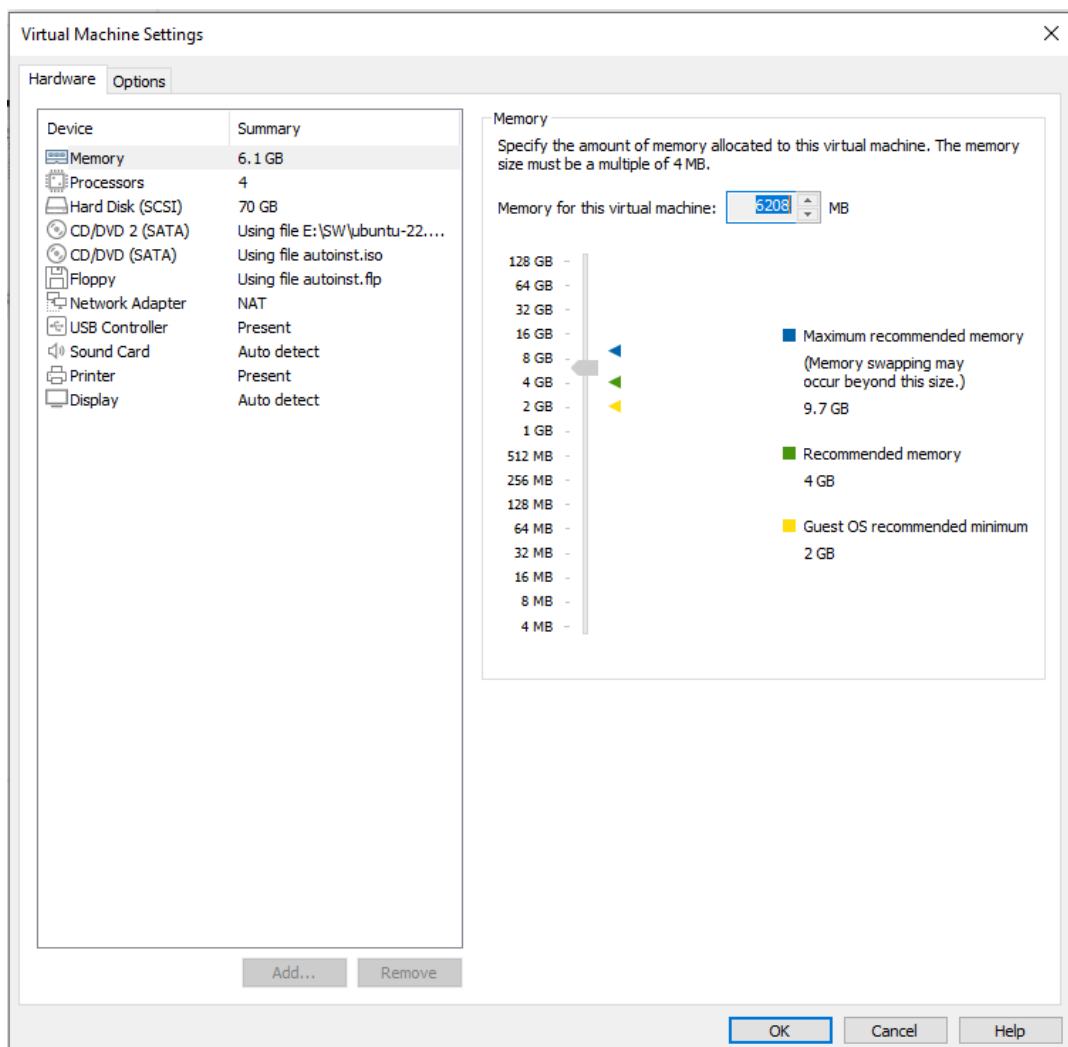 Virtual Machine Settings
Hardware
Options
Device Summary
Memory 6.1 GB
Processors 4
Hard Disk (SCSI) 70 GB
CD/DVD 2 (SATA) Using file E:\SW\ubuntu-22....
CD/DVD (SATA) Using file autoinst.iso
Floppy Using file autoinst.flp
Network Adapter NAT
USB Controller Present
Sound Card Auto detect
Printer Present
Display Auto detect
Add...
Remove
Memory
Specify the amount of memory allocated to this virtual machine. The memory
size must be a multiple of 4 MB.
Memory for this virtual machine: 6208 MB
128 GB
64 GB
32 GB
16 GB
8 GB
4 GB
2 GB
1 GB
512 MB
256 MB
128 MB
64 MB
32 MB
16 MB
8 MB
4 MB
Maximum recommended memory
(Memory swapping may
occur beyond this size.)
9.7 GB
Recommended memory
4 GB
Guest OS recommended minimum
2 GB
OK
Cancel
Help